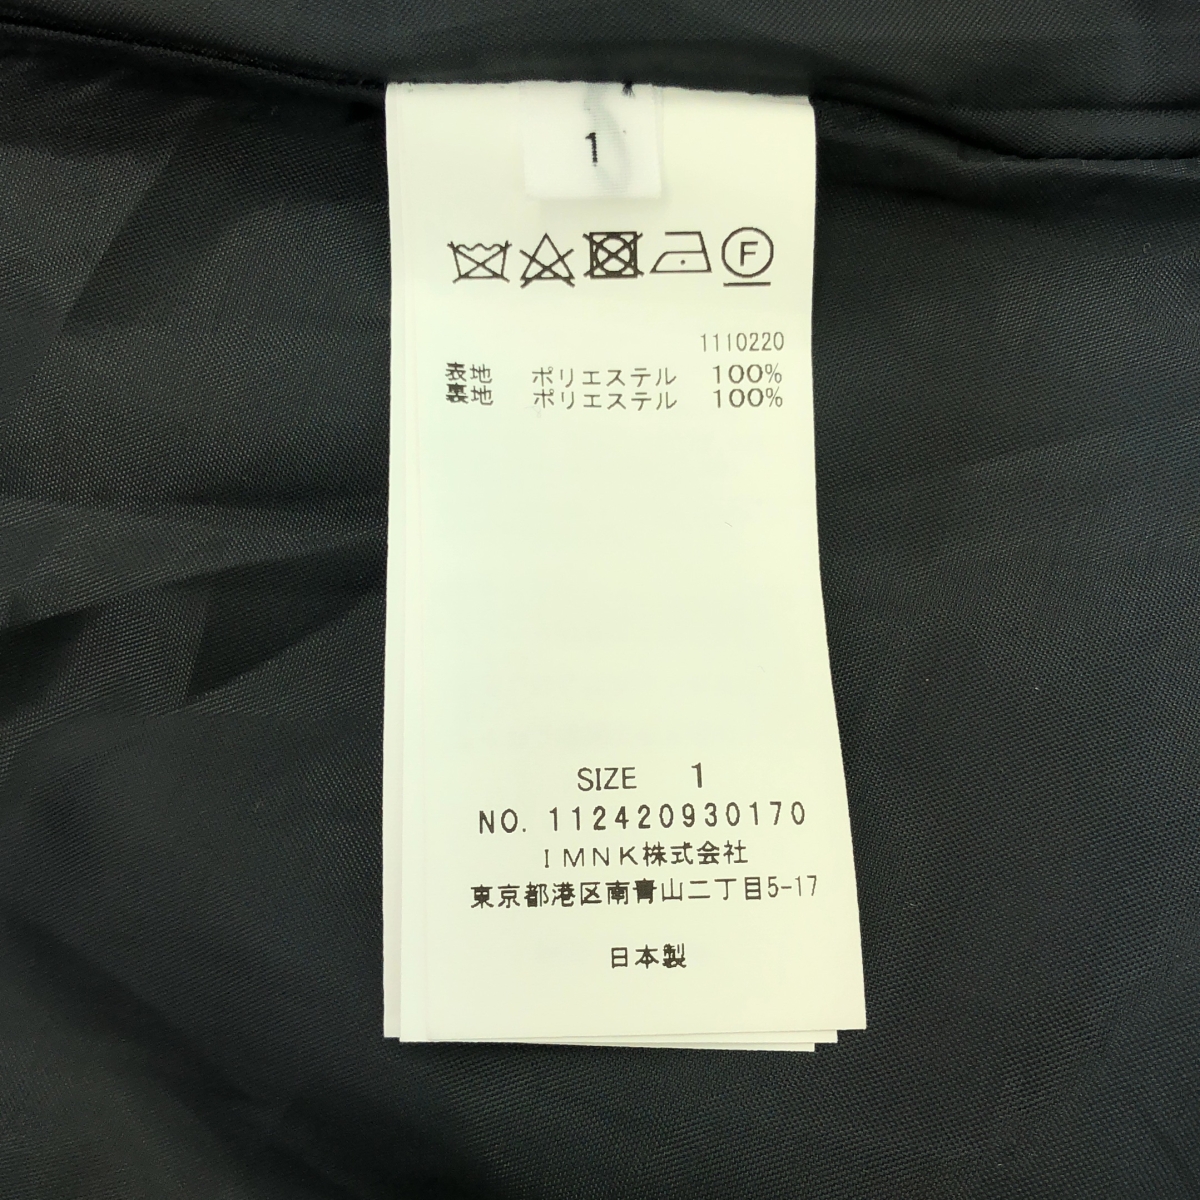 1
F
1110220
表地 ポリエステル 100%
裏地 ポリエステル 100%
SIZE 1
NO. 112420930170
IMNK株式会社
東京都港区南青山二丁目5-17
日本製